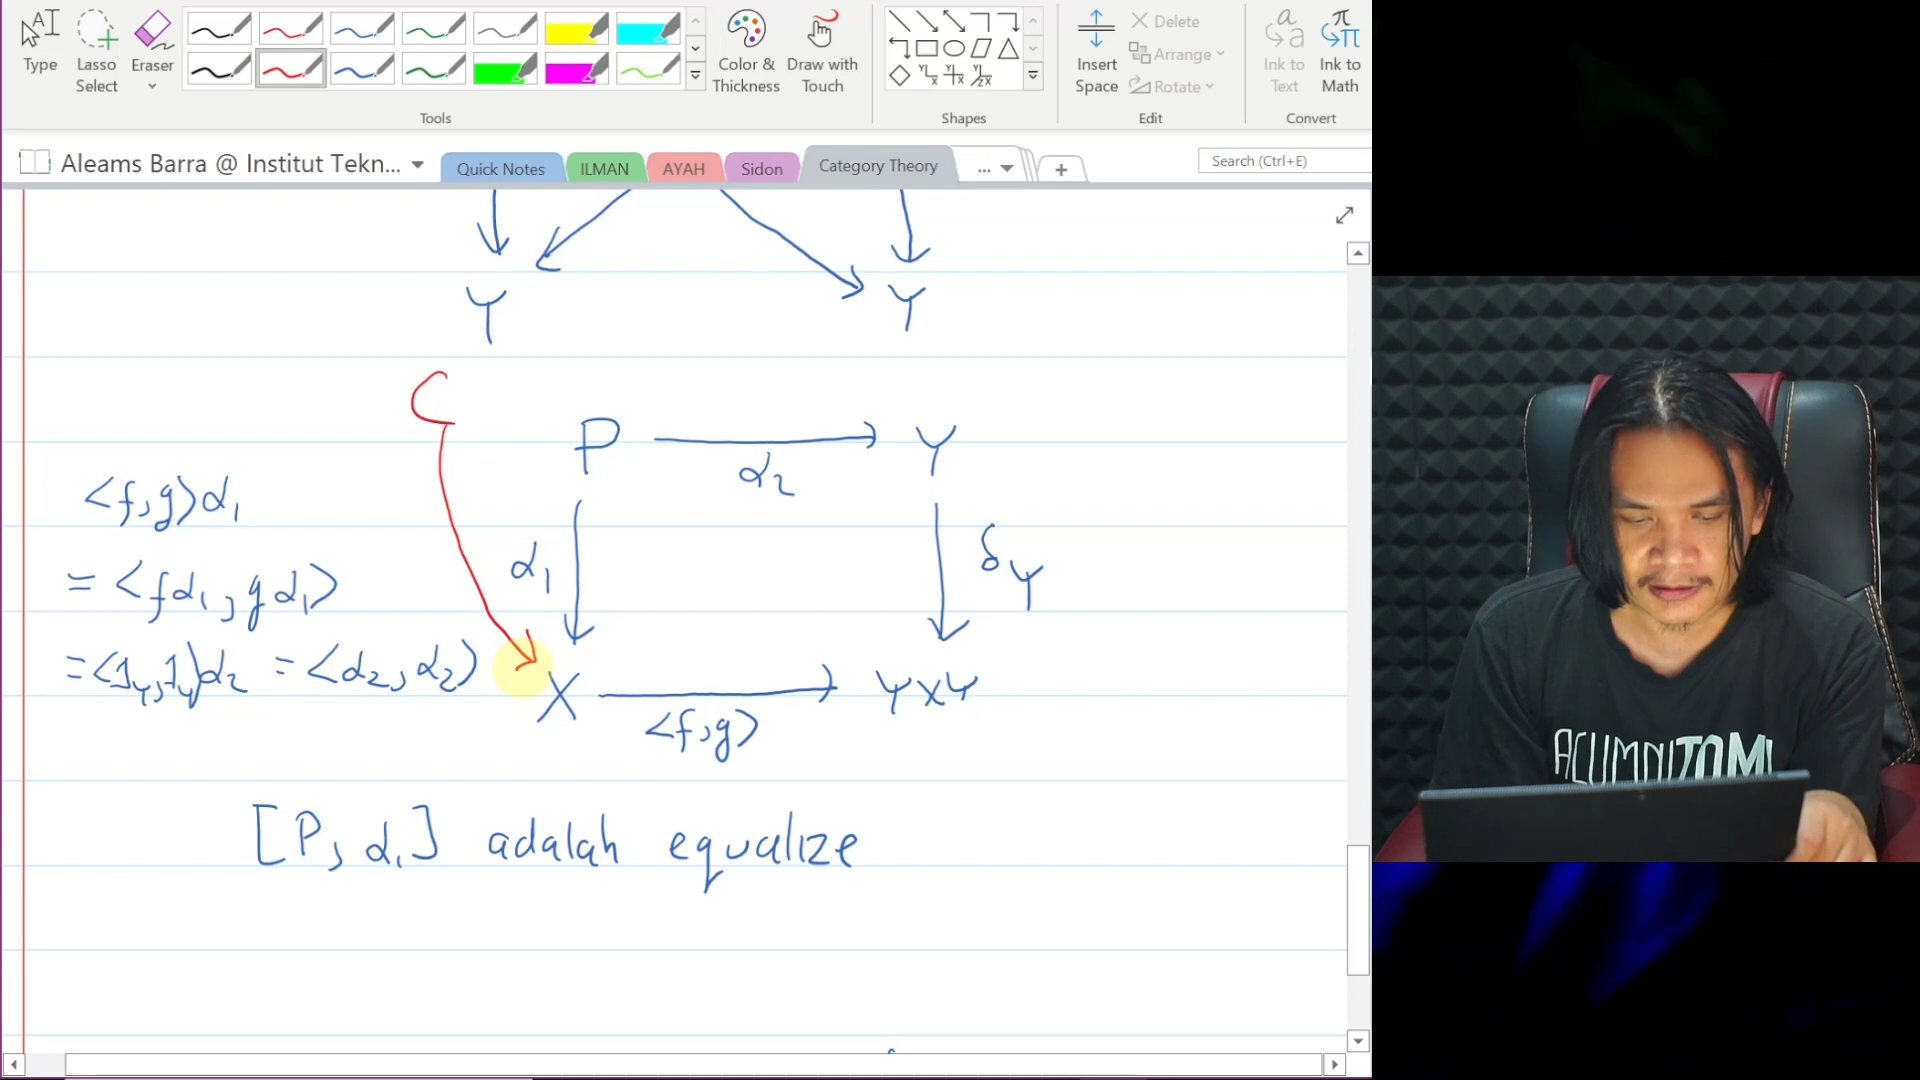 Type
Lasso Select
Eraser
Tools
Color & Thickness
Draw with Touch
Shapes
Insert Space
Delete
Arrange
Rotate
Edit
Ink to Text
Ink to Math
Convert
Aleams Barra @ Institut Tekn...
Quick Notes
ILMAN
AYAH
Sidon
Category Theory
...
Search (Ctrl+E)
Y Y
C
P α₂ Y
<f,g>α₁
α₁ δ_Y
= <fα₁, gα₁>
= <1_Y, 1_Y>α₂ = <α₂, α₂>
X <f,g> Y×Y
[P, α₁] adalah equalize
ACUMNIZOMI